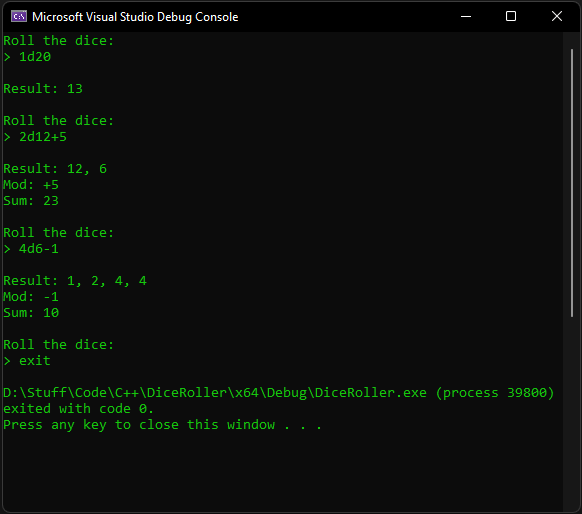 Microsoft Visual Studio Debug Console
Roll the dice:
> 1d20
Result: 13
Roll the dice:
> 2d12+5
Result: 12, 6
Mod: +5
Sum: 23
Roll the dice:
> 4d6-1
Result: 1, 2, 4, 4
Mod: -1
Sum: 10
Roll the dice:
> exit
D:\Stuff\Code\C++\DiceRoller\x64\Debug\DiceRoller.exe (process 39800)
exited with code 0.
Press any key to close this window . . .